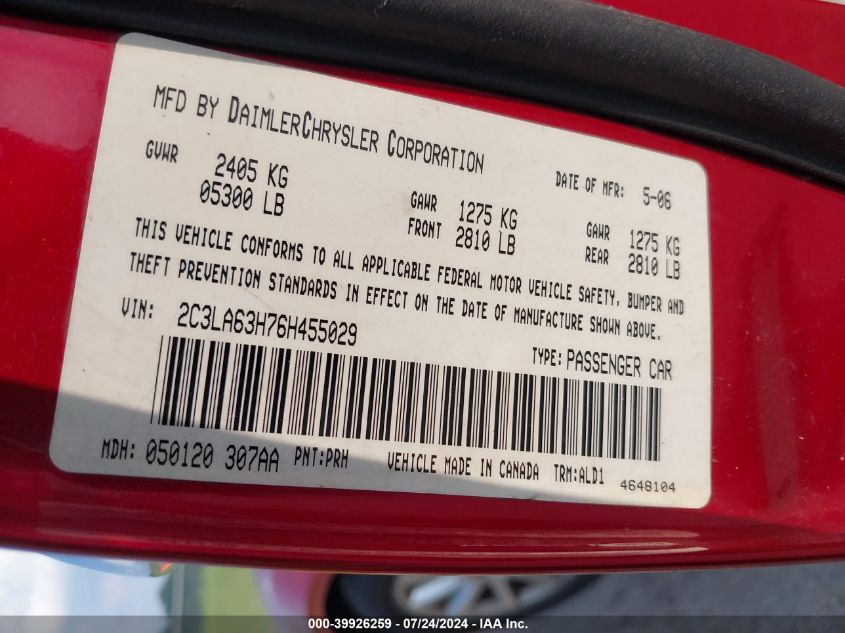 MFD BY DAIMLERCHRYSLER CORPORATION
DATE OF MFR: 5-06
GVWR 2405 KG
05300 LB
GAWR FRONT 1275 KG
2810 LB
GAWR REAR 1275 KG
2810 LB
THIS VEHICLE CONFORMS TO ALL APPLICABLE FEDERAL MOTOR VEHICLE SAFETY, BUMPER AND
THEFT PREVENTION STANDARDS IN EFFECT ON THE DATE OF MANUFACTURE SHOWN ABOVE.
VIN: 2C3LA63H76H455029
TYPE: PASSENGER CAR
MDH: 050120 307AA PNT:PRH VEHICLE MADE IN CANADA TRM:ALD1
4648104
000-39926259 - 07/24/2024 - IAA Inc.